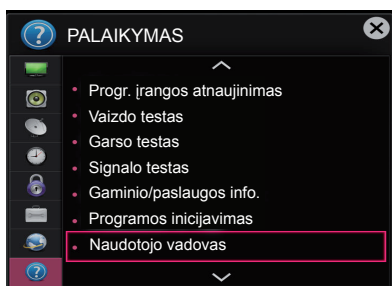 PALAIKYMAS
Progr. įrangos atnaujinimas
Vaizdo testas
Garso testas
Signalo testas
Gaminio/paslaugos info.
Programos inicijavimas
Naudotojo vadovas